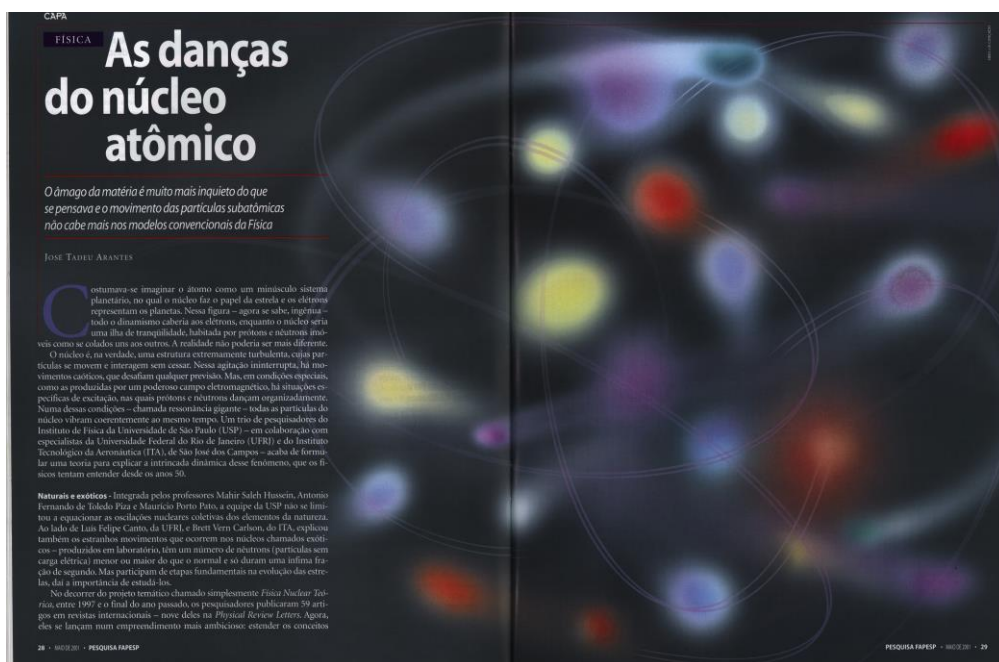 CAPA
FÍSICA
As danças
do núcleo
atômico
O âmago da matéria é muito mais inquieto do que
se pensava e o movimento das partículas subatômicas
não cabe mais nos modelos convencionais da Física
JOSÉ TADEU ARANTES
Costumava-se imaginar o átomo como um minúsculo sistema
planetário, no qual o núcleo faz o papel da estrela e os elétrons
representam os planetas. Nessa figura – agora se sabe, ingênua –
todo o dinamismo caberia aos elétrons, enquanto o núcleo seria
uma ilha de tranqüilidade, habitada por prótons e nêutrons imó-
veis como se colados uns aos outros. A realidade não poderia ser mais diferente.
O núcleo é, na verdade, uma estrutura extremamente turbulenta, cujas par-
tículas se movem e interagem sem cessar. Nessa agitação ininterrupta, há mo-
vimentos caóticos, que desafiam qualquer previsão. Mas, em condições especiais,
como as produzidas por um poderoso campo eletromagnético, há situações es-
pecíficas de excitação, nas quais prótons e nêutrons dançam organizadamente.
Numa dessas condições – chamada ressonância gigante – todas as partículas do
núcleo vibram coerentemente ao mesmo tempo. Um trio de pesquisadores do
Instituto de Física da Universidade de São Paulo (USP) – em colaboração com
especialistas da Universidade Federal do Rio de Janeiro (UFRJ) e do Instituto
Tecnológico da Aeronáutica (ITA), de São José dos Campos – acaba de formu-
lar uma teoria para explicar a intrincada dinâmica desse fenômeno, que os fí-
sicos tentam entender desde os anos 50.
Naturais e exóticos - Integrada pelos professores Mahir Saleh Hussein, Antonio
Fernando de Toledo Piza e Maurício Porto Pato, a equipe da USP não se limi-
tou a equacionar as oscilações nucleares coletivas dos elementos da natureza.
Ao lado de Luís Felipe Canto, da UFRJ, e Brett Vern Carlson, do ITA, explicou
também os estranhos movimentos que ocorrem nos núcleos chamados exóti-
cos – produzidos em laboratório, têm um número de nêutrons (partículas sem
carga elétrica) menor ou maior do que o normal e só duram uma ínfima fra-
ção de segundo. Mas participam de etapas fundamentais na evolução das estre-
las, daí a importância de estudá-los.
No decorrer do projeto temático chamado simplesmente Física Nuclear Teó-
rica, entre 1997 e o final do ano passado, os pesquisadores publicaram 59 arti-
gos em revistas internacionais – nove deles na Physical Review Letters. Agora,
eles se lançam num empreendimento mais ambicioso: estender os conceitos
28 • MAIO DE 2001 • PESQUISA FAPESP
PESQUISA FAPESP • MAIO DE 2001 • 29